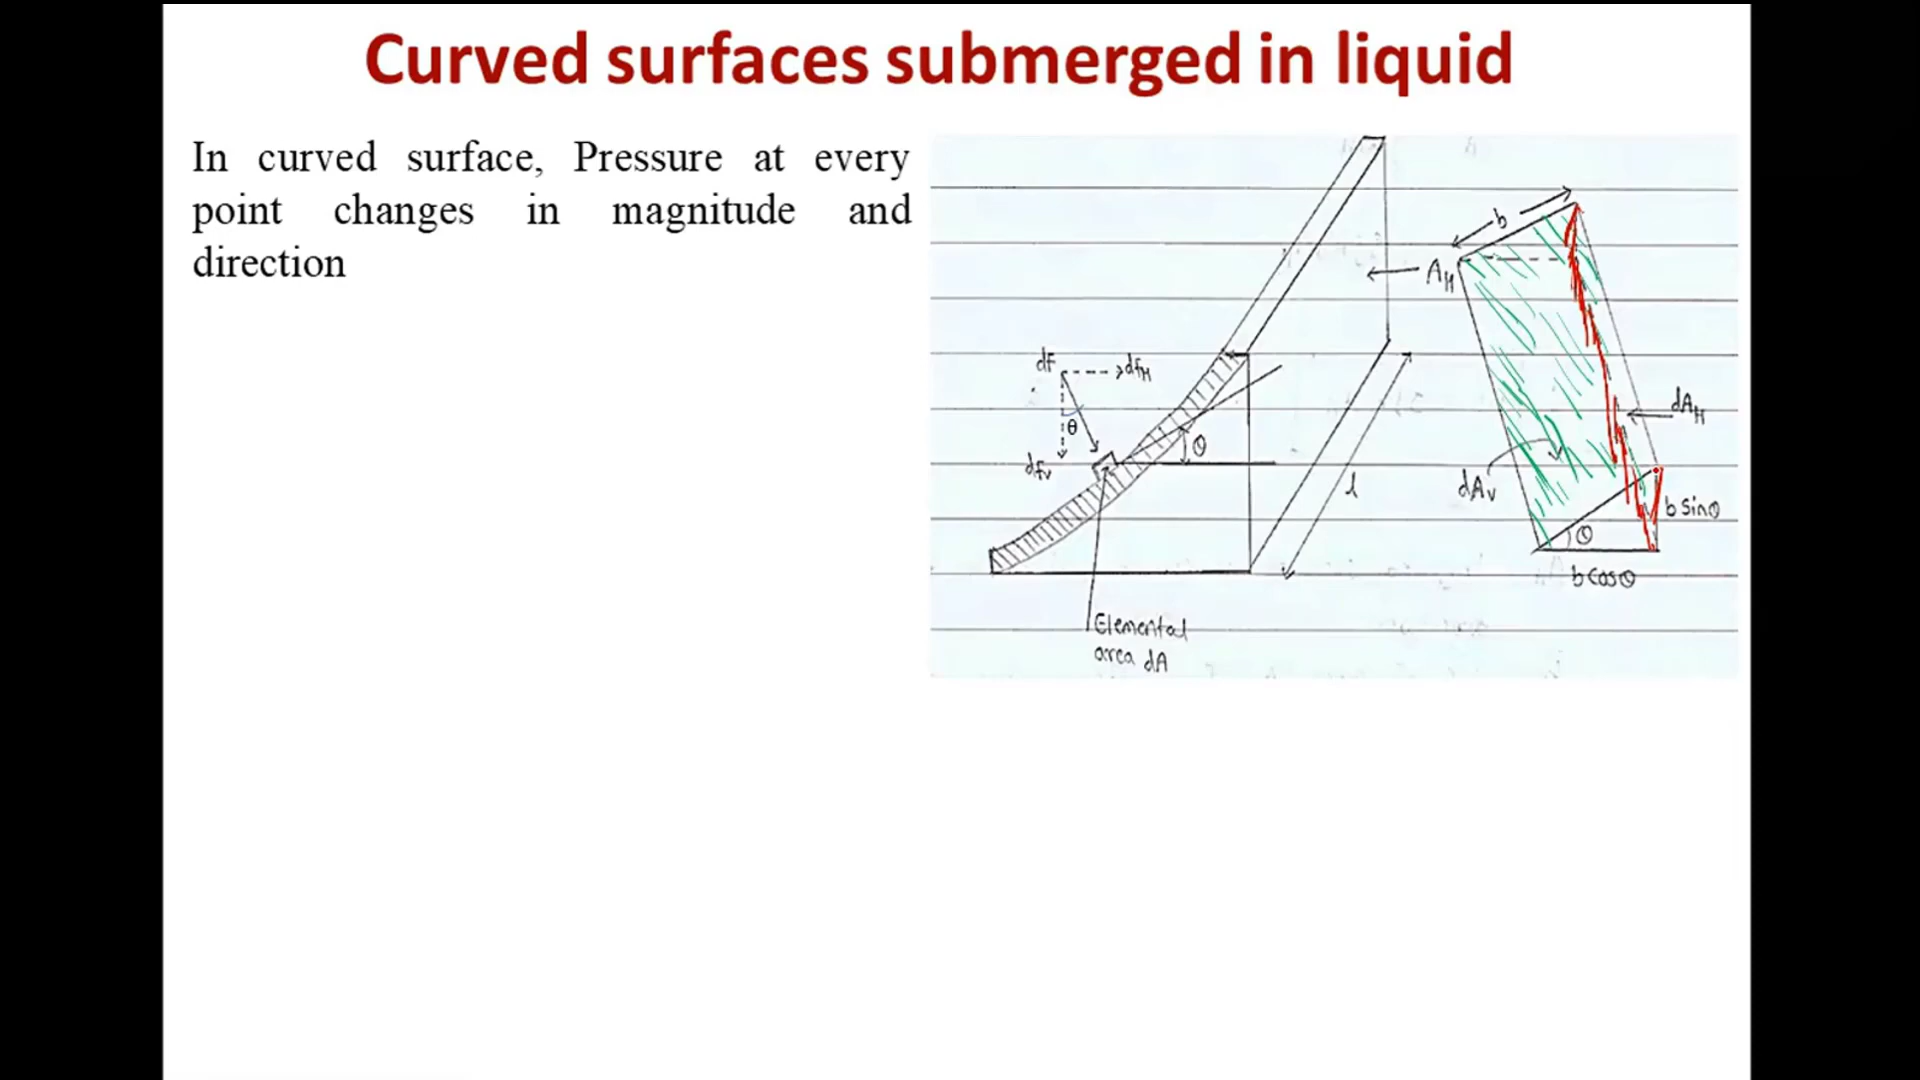 Curved surfaces submerged in liquid
In curved surface, Pressure at every
point changes in magnitude and
direction
b
A_H
dF
df_H
θ
df_v
θ
l
dA_H
dA_v
b sinθ
θ
b cosθ
Elemental
area dA